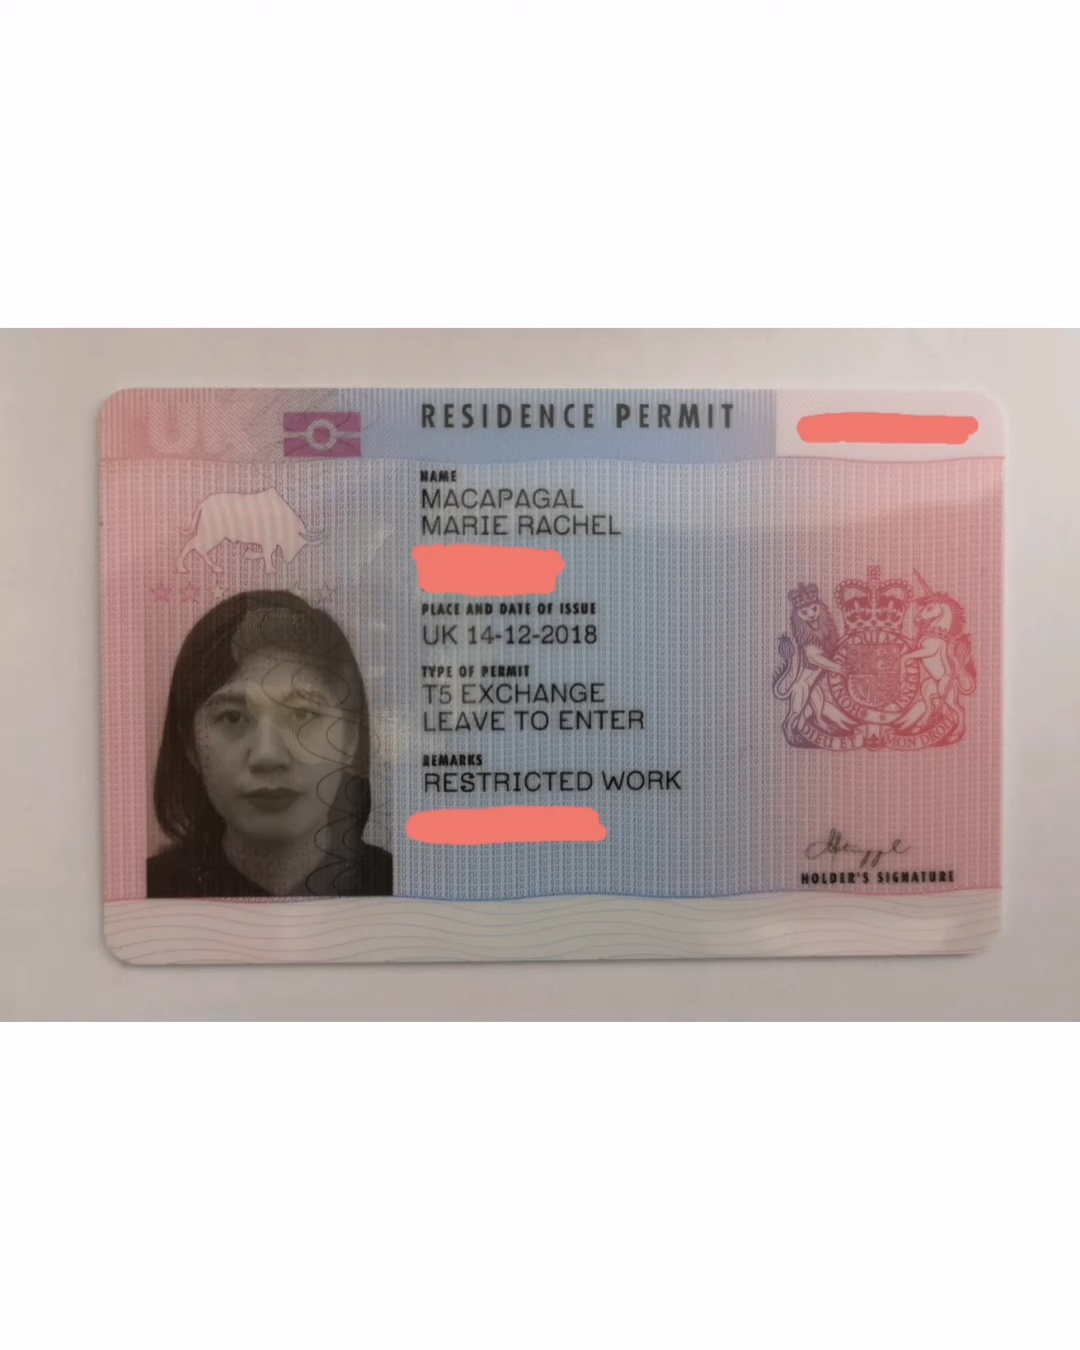 UK
RESIDENCE PERMIT
NAME
MACAPAGAL
MARIE RACHEL
PLACE AND DATE OF ISSUE
UK 14-12-2018
TYPE OF PERMIT
T5 EXCHANGE
LEAVE TO ENTER
REMARKS
RESTRICTED WORK
DIEU ET MON DROIT
HOLDER'S SIGNATURE